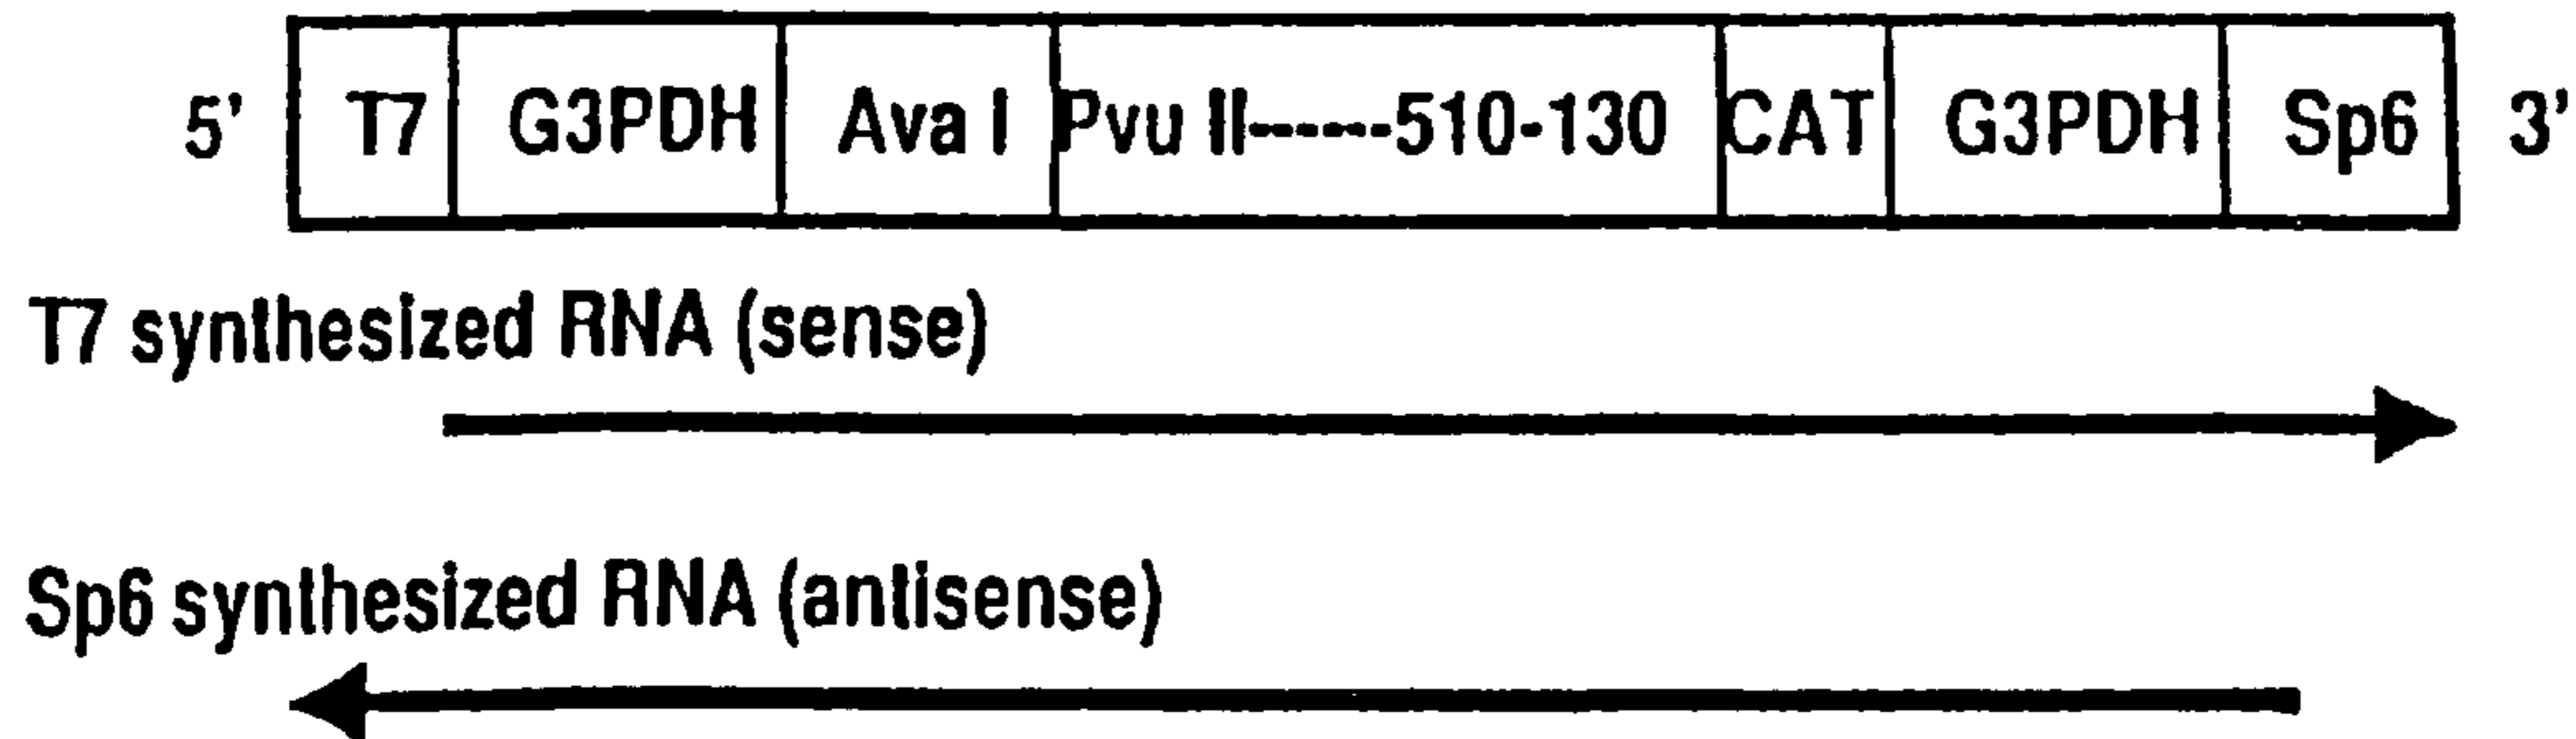 5' T7 G3PDH Ava I Pvu II------510-130 CAT G3PDH Sp6 3'
T7 synthesized RNA (sense)
Sp6 synthesized RNA (antisense)